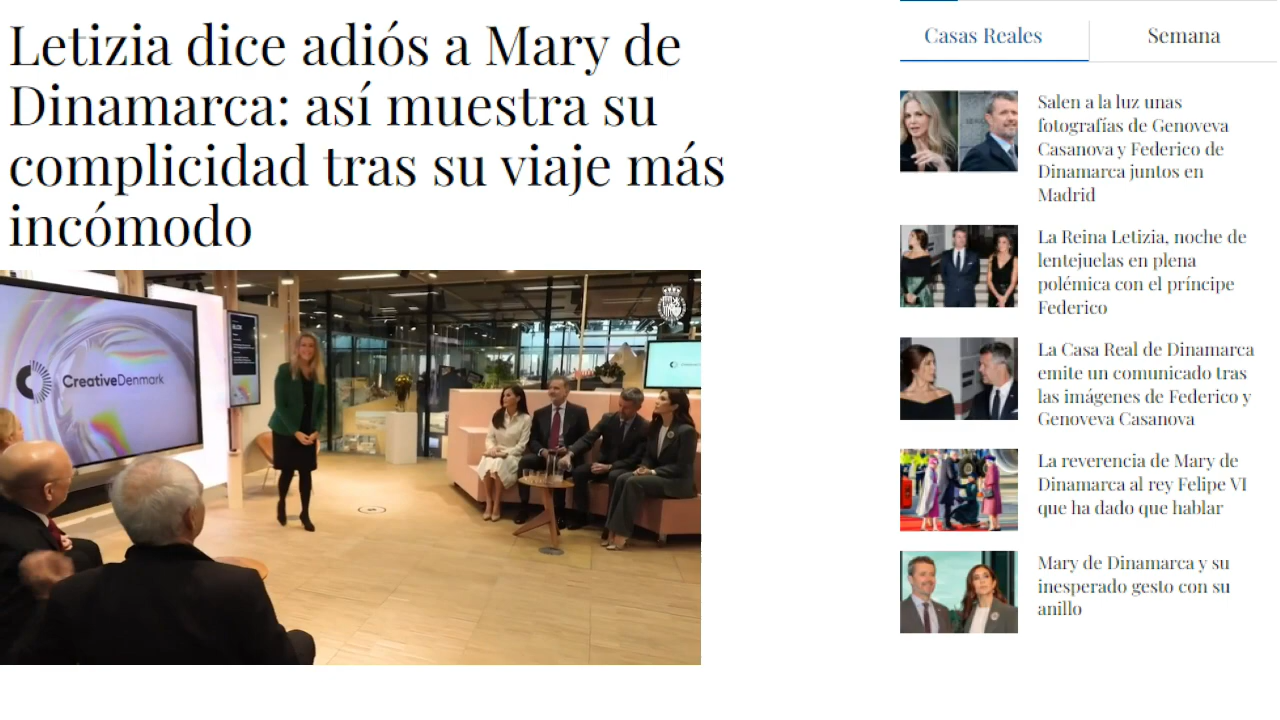 Letizia dice adiós a Mary de
Dinamarca: así muestra su
complicidad tras su viaje más
incómodo
CreativeDenmark
Casas Reales
Semana
Salen a la luz unas
fotografías de Genoveva
Casanova y Federico de
Dinamarca juntos en
Madrid
La Reina Letizia, noche de
lentejuelas en plena
polémica con el príncipe
Federico
La Casa Real de Dinamarca
emite un comunicado tras
las imágenes de Federico y
Genoveva Casanova
La reverencia de Mary de
Dinamarca al rey Felipe VI
que ha dado que hablar
Mary de Dinamarca y su
inesperado gesto con su
anillo